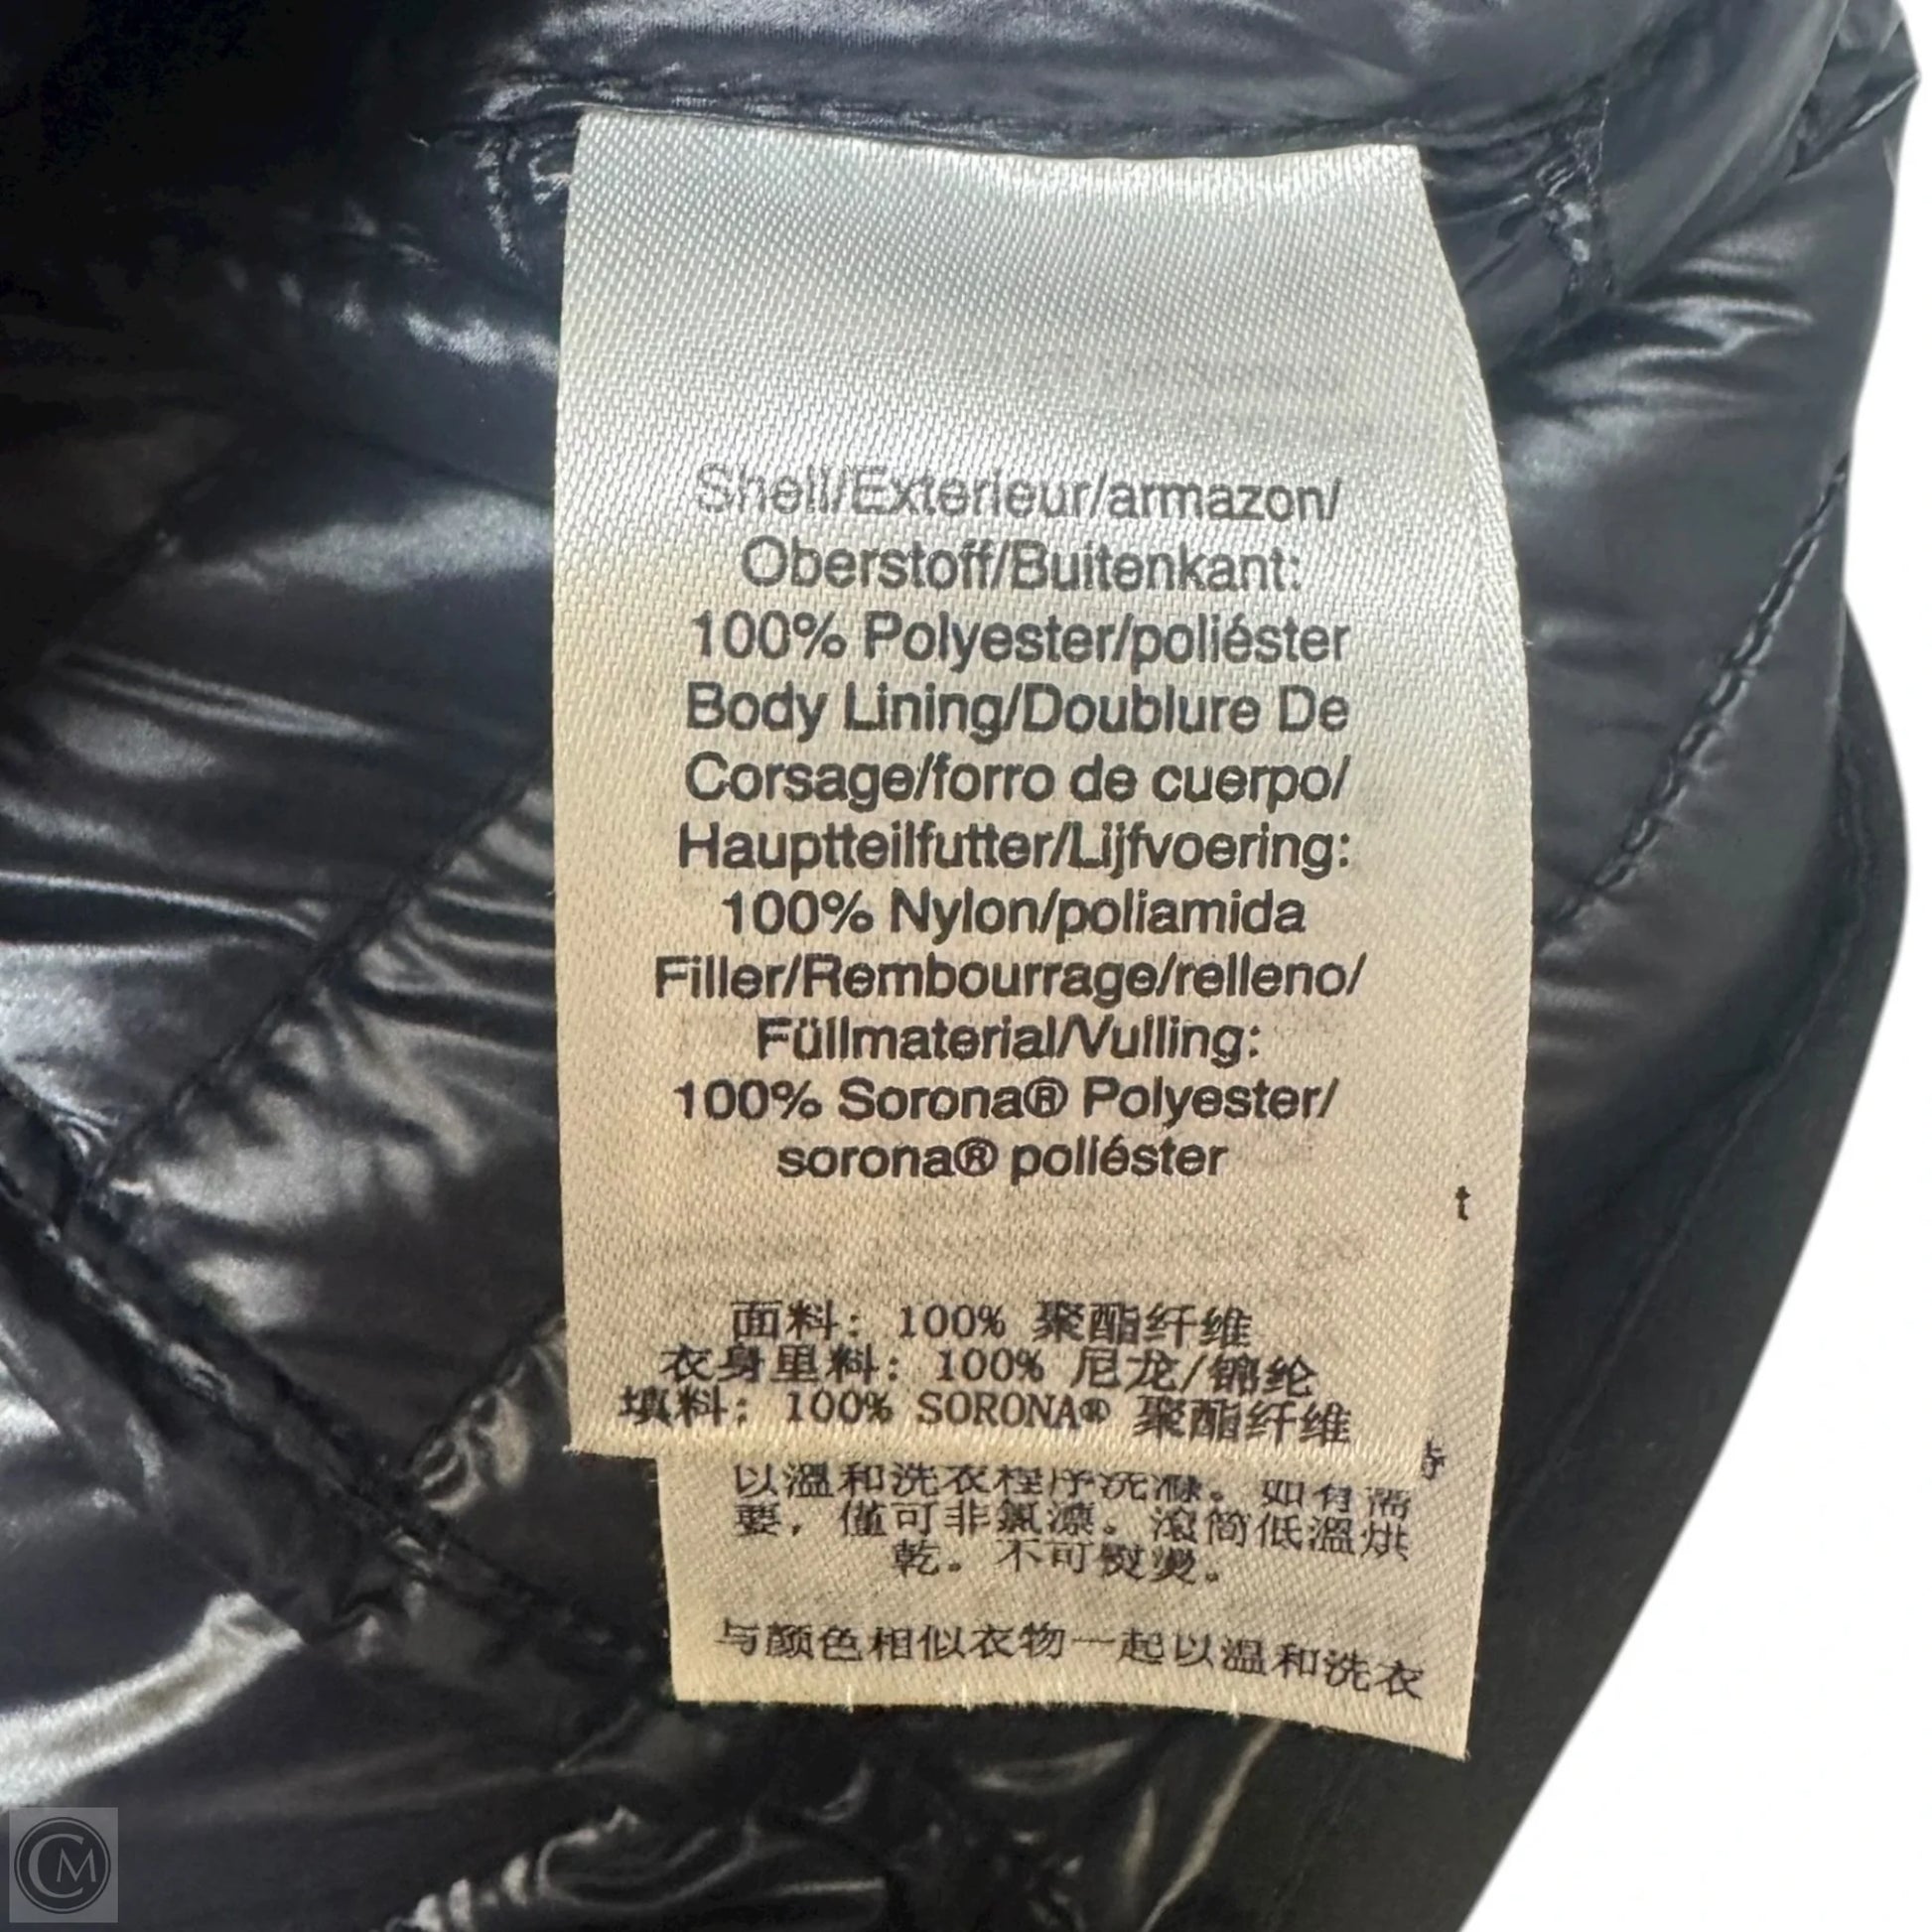 Shell/Exterieur/armazon/
Oberstoff/Buitenkant:
100% Polyester/poliéster
Body Lining/Doublure De
Corsage/forro de cuerpo/
Hauptteilfutter/Lijfvoering:
100% Nylon/poliamida
Filler/Rembourrage/relleno/
Füllmaterial/Vulling:
100% Sorona® Polyester/
sorona® poliéster
t
面料: 100% 聚酯纤维
衣身里料: 100% 尼龙/锦纶
填料: 100% SORONA® 聚酯纤维
以溫和洗衣程序洗滌。如有需
要，僅可非氯漂。滾筒低溫烘
乾。不可熨燙。
与颜色相似衣物一起以温和洗衣
CM